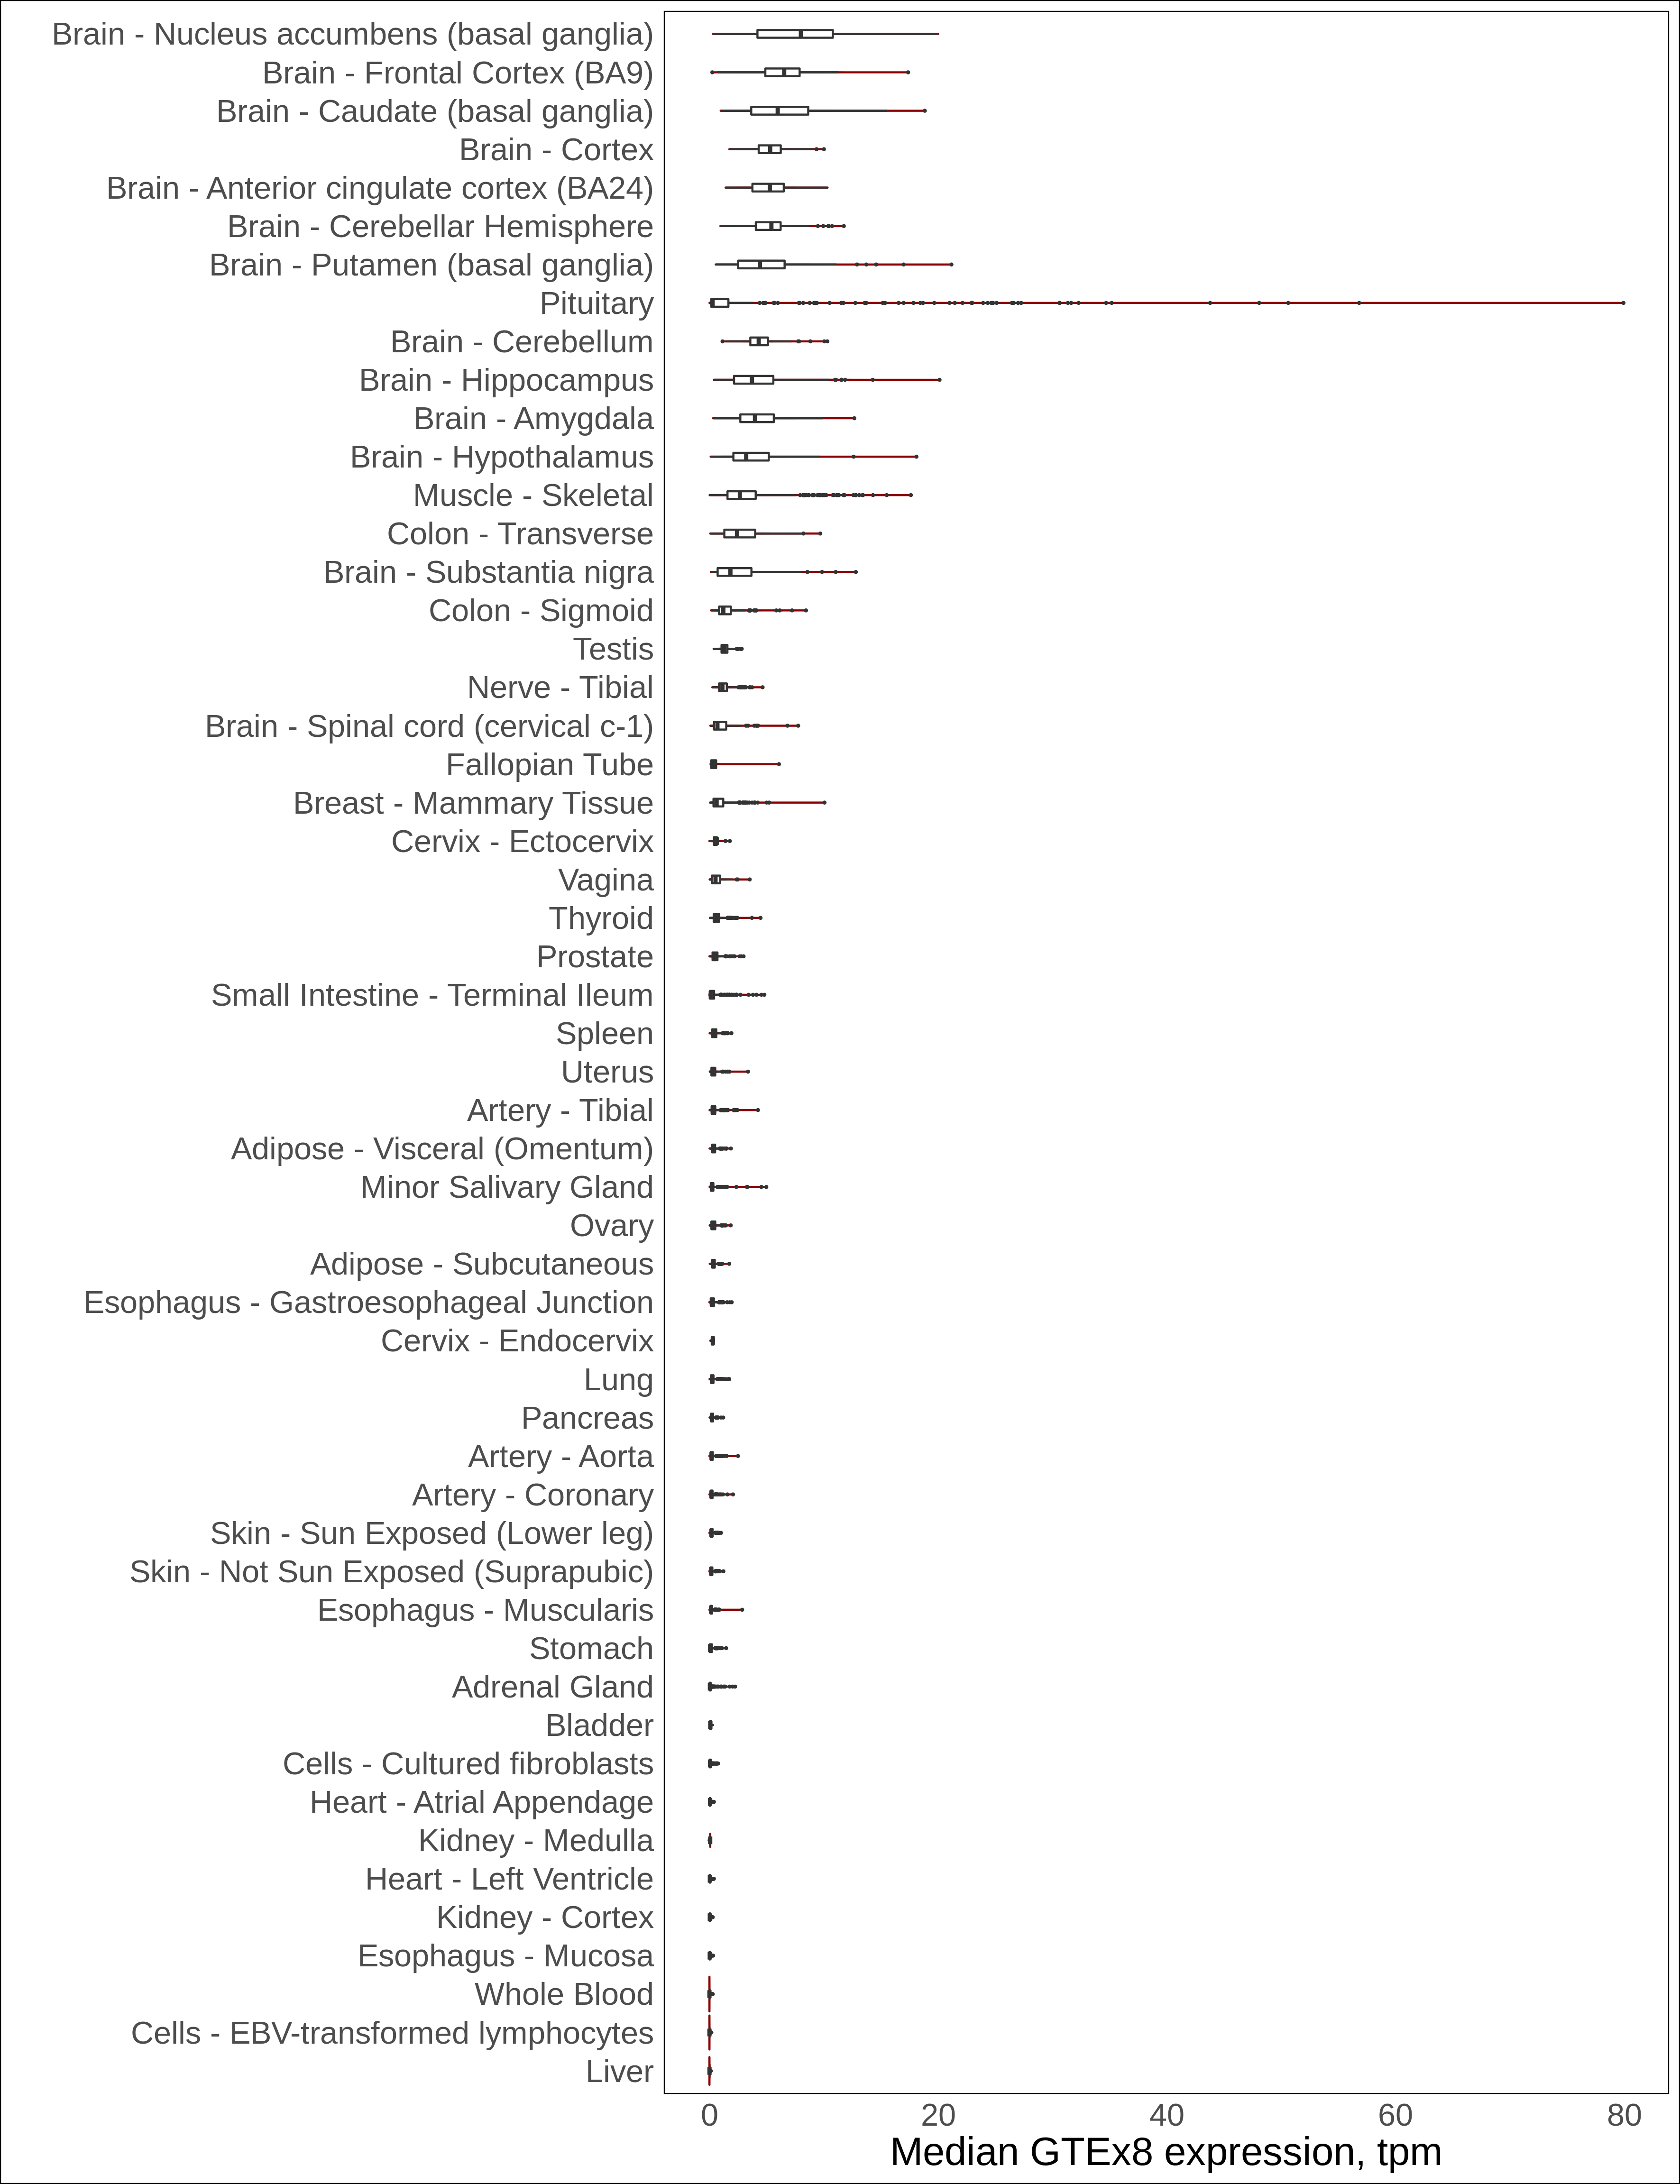 Brain - Nucleus accumbens (basal ganglia)
Brain - Frontal Cortex (BA9)
Brain - Caudate (basal ganglia)
Brain - Cortex
Brain - Anterior cingulate cortex (BA24)
Brain - Cerebellar Hemisphere
Brain - Putamen (basal ganglia)
Pituitary
Brain - Cerebellum
Brain - Hippocampus
Brain - Amygdala
Brain - Hypothalamus
Muscle - Skeletal
Colon - Transverse
Brain - Substantia nigra
Colon - Sigmoid
Testis
Nerve - Tibial
Brain - Spinal cord (cervical c-1)
Fallopian Tube
Breast - Mammary Tissue
Cervix - Ectocervix
Vagina
Thyroid
Prostate
Small Intestine - Terminal Ileum
Spleen
Uterus
Artery - Tibial
Adipose - Visceral (Omentum)
Minor Salivary Gland
Ovary
Adipose - Subcutaneous
Esophagus - Gastroesophageal Junction
Cervix - Endocervix
Lung
Pancreas
Artery - Aorta
Artery - Coronary
Skin - Sun Exposed (Lower leg)
Skin - Not Sun Exposed (Suprapubic)
Esophagus - Muscularis
Stomach
Adrenal Gland
Bladder
Cells - Cultured fibroblasts
Heart - Atrial Appendage
Kidney - Medulla
Heart - Left Ventricle
Kidney - Cortex
Esophagus - Mucosa
Whole Blood
Cells - EBV-transformed lymphocytes
Liver
0 20 40 60 80
Median GTEx8 expression, tpm